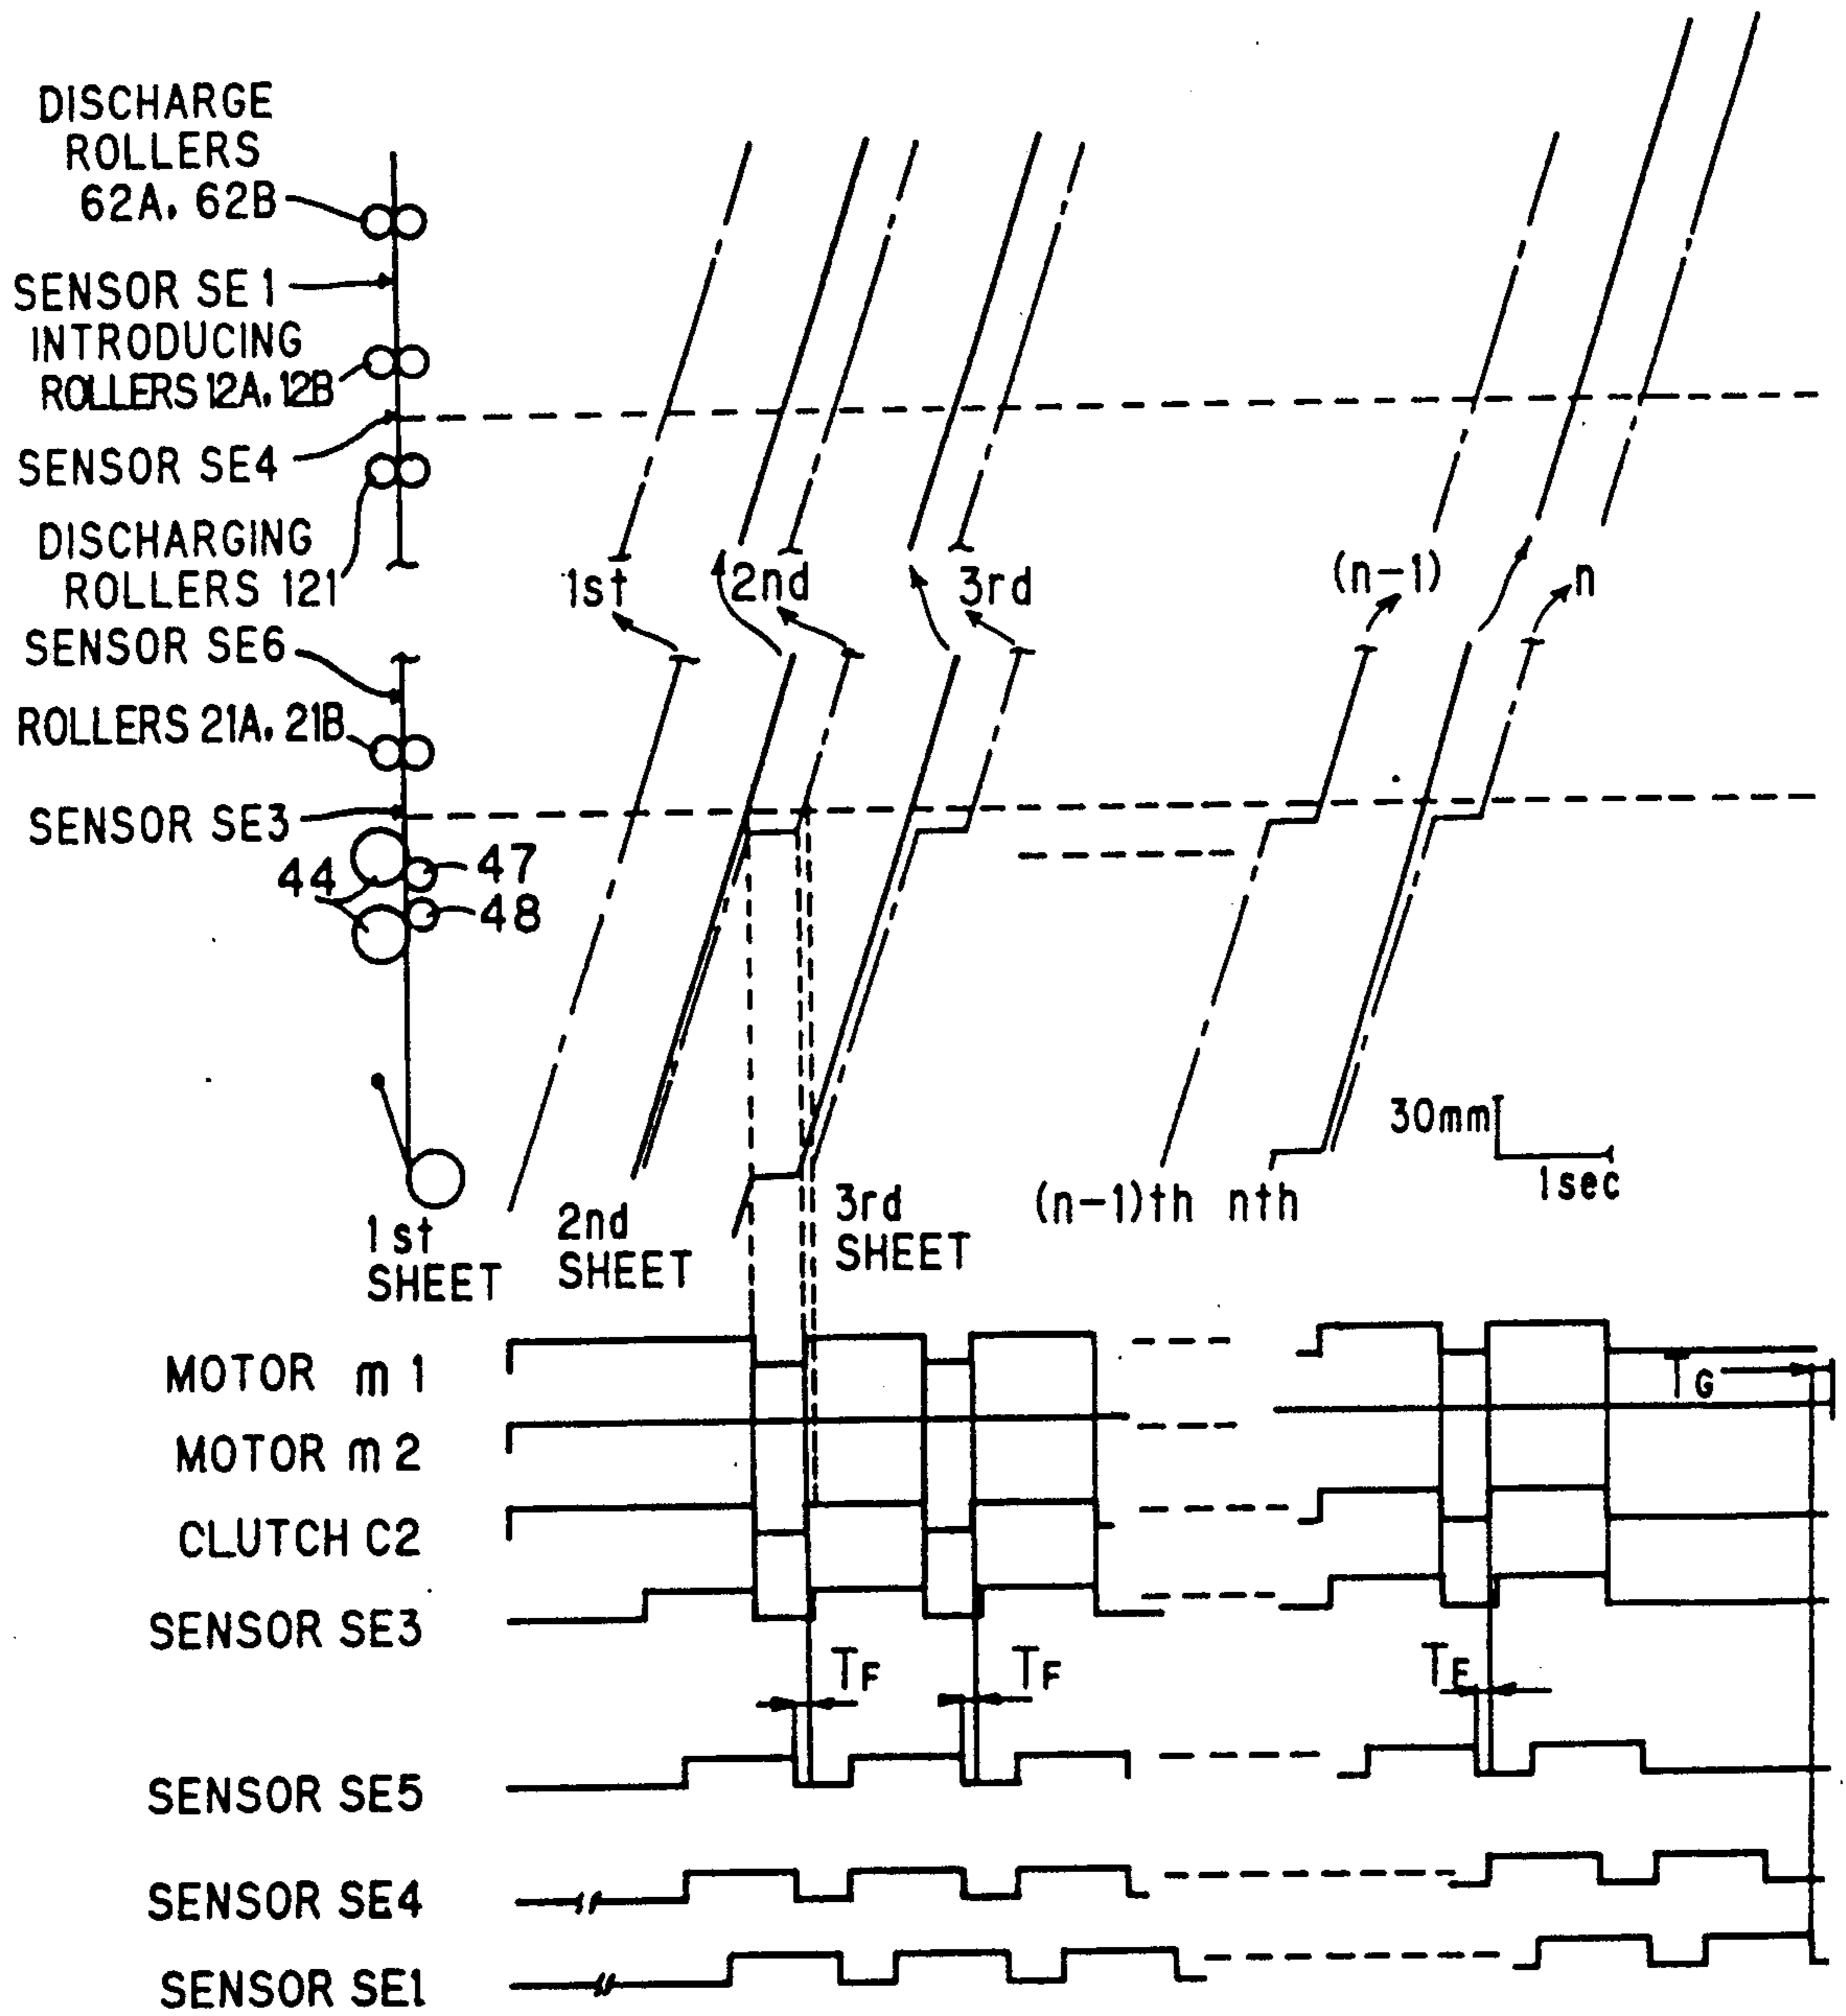 DISCHARGE
ROLLERS
62A, 62B
SENSOR SE1
INTRODUCING
ROLLERS 12A, 12B
SENSOR SE4
DISCHARGING
ROLLERS 121
SENSOR SE6
ROLLERS 21A, 21B
SENSOR SE3
44
47
48
1st
2nd
3rd
(n-1)
n
30mm
1sec
1st
SHEET
2nd
SHEET
3rd
SHEET
(n-1)th nth
MOTOR m1
TG
MOTOR m2
CLUTCH C2
SENSOR SE3
TF
TF
TF
SENSOR SE5
SENSOR SE4
SENSOR SE1